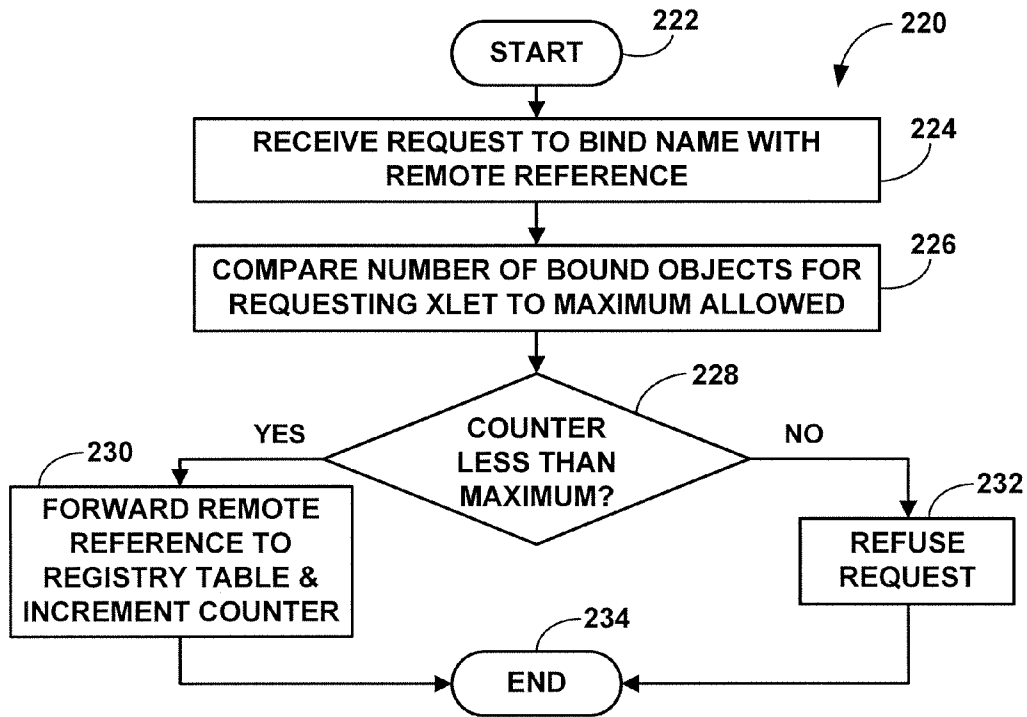 222
START
220
224
RECEIVE REQUEST TO BIND NAME WITH
REMOTE REFERENCE
226
COMPARE NUMBER OF BOUND OBJECTS FOR
REQUESTING XLET TO MAXIMUM ALLOWED
228
COUNTER
LESS THAN
MAXIMUM?
YES
NO
230
FORWARD REMOTE
REFERENCE TO
REGISTRY TABLE &
INCREMENT COUNTER
232
REFUSE
REQUEST
234
END